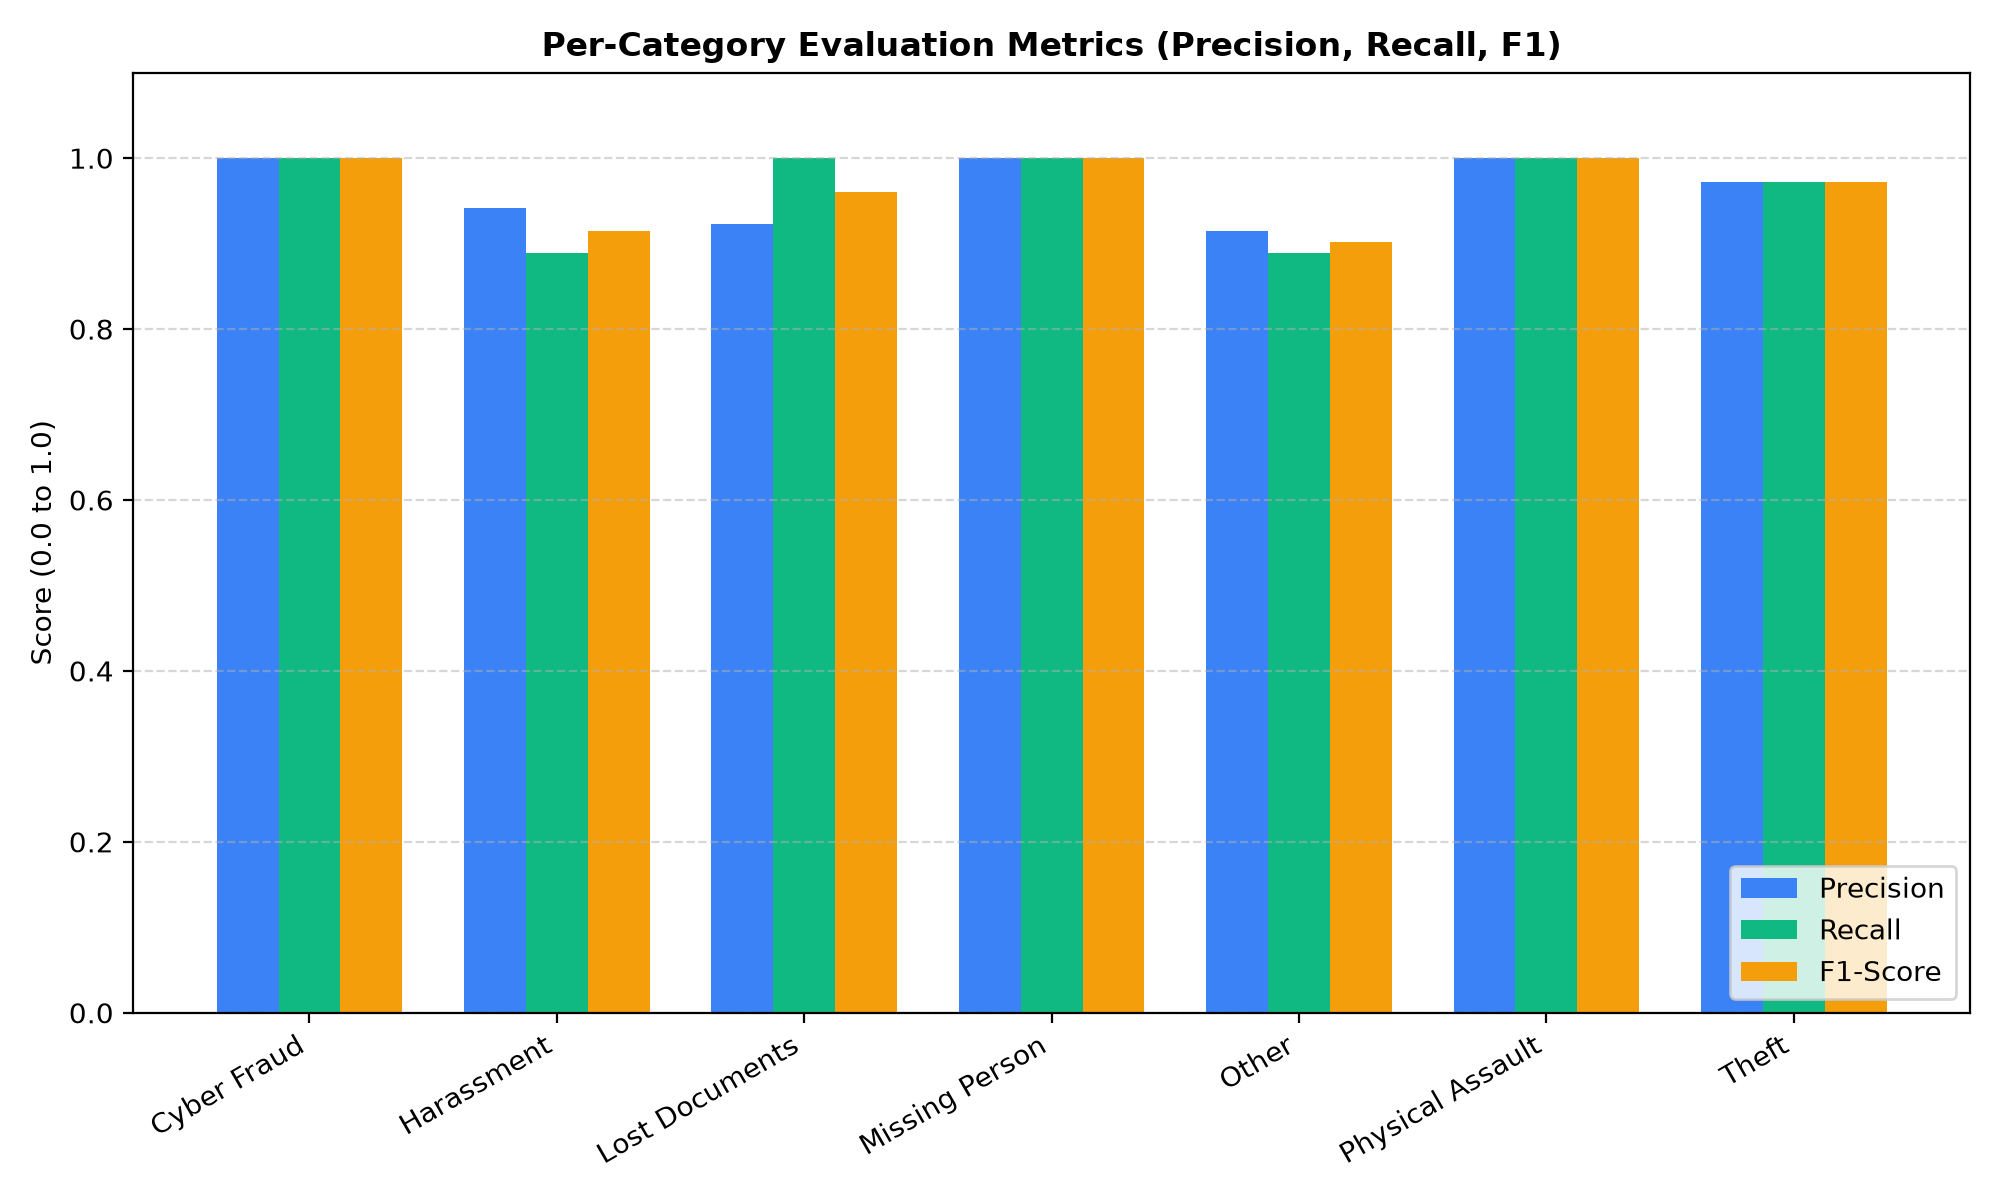 Per-Category Evaluation Metrics (Precision, Recall, F1)
Score (0.0 to 1.0)
1.0
0.8
0.6
0.4
0.2
0.0
Precision
Recall
F1-Score
Cyber Fraud
Harassment
Lost Documents
Missing Person
Other
Physical Assault
Theft